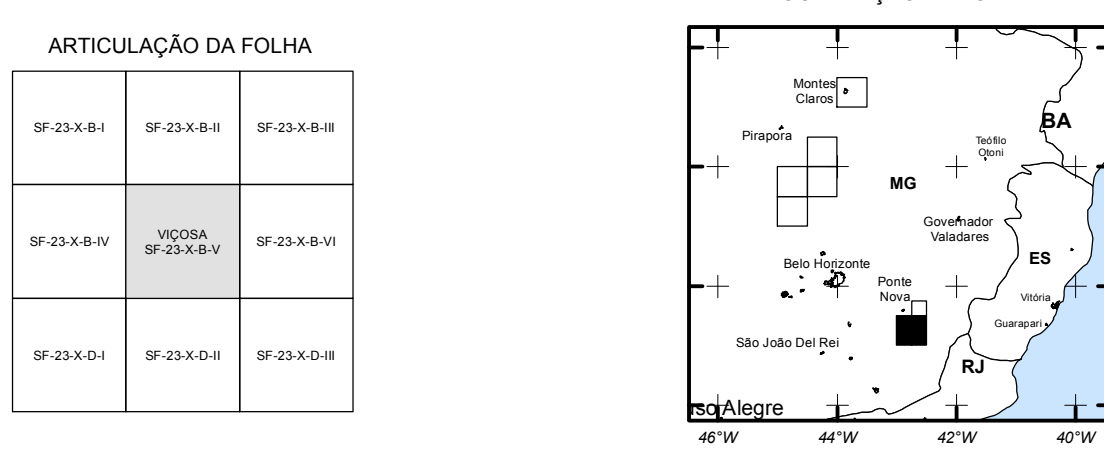 ARTICULAÇÃO DA FOLHA
SF-23-X-B-I
SF-23-X-B-II
SF-23-X-B-III
SF-23-X-B-IV
VIÇOSA
SF-23-X-B-V
SF-23-X-B-VI
SF-23-X-D-I
SF-23-X-D-II
SF-23-X-D-III
Montes
Claros
Pirapora
BA
Teófilo
Otoni
MG
Governador
Valadares
Belo Horizonte
ES
Ponte
Nova
Vitória
Guarapari
São João Del Rei
RJ
Alegre
46°W
44°W
42°W
40°W